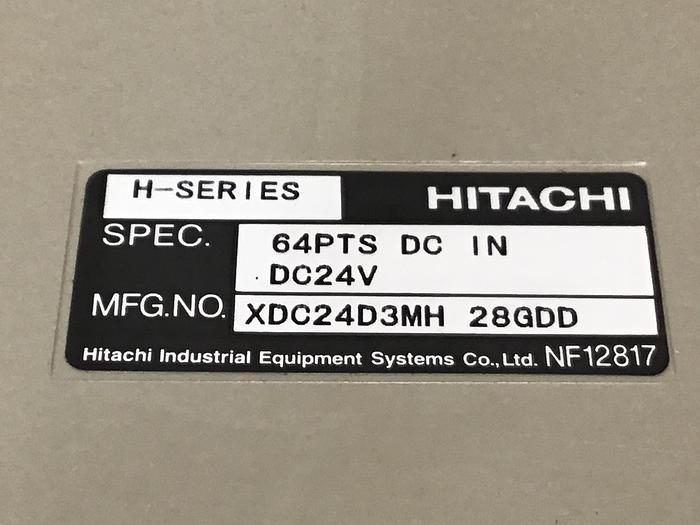 H-SERIES HITACHI
SPEC. 64PTS DC IN
DC24V
MFG.NO. XDC24D3MH 28GDD
Hitachi Industrial Equipment Systems Co.,Ltd. NF12817